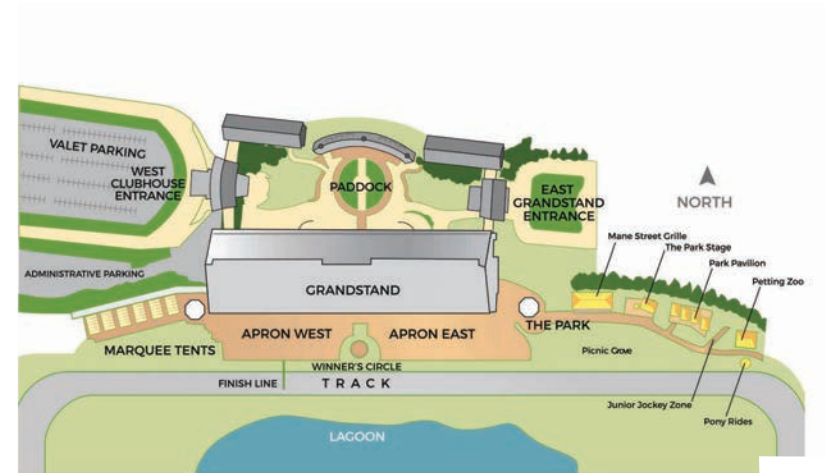 VALET PARKING
WEST
CLUBHOUSE
ENTRANCE
PADDOCK
EAST
GRANDSTAND
ENTRANCE
NORTH
Mane Street Grille
The Park Stage
Park Pavilion
Petting Zoo
ADMINISTRATIVE PARKING
GRANDSTAND
MARQUEE TENTS
APRON WEST
APRON EAST
THE PARK
Picnic Grove
WINNER'S CIRCLE
FINISH LINE
TRACK
Junior Jockey Zone
Pony Rides
LAGOON